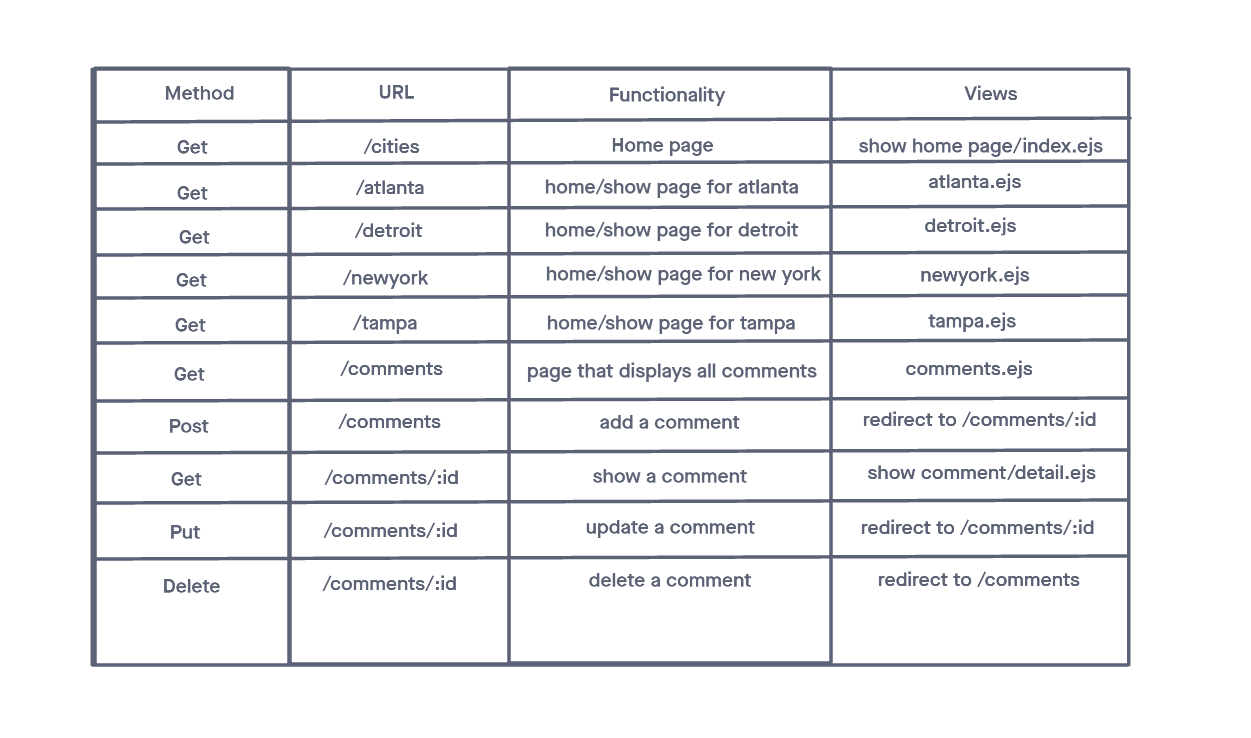 Method URL Functionality Views
Get /cities Home page show home page/index.ejs
Get /atlanta home/show page for atlanta atlanta.ejs
Get /detroit home/show page for detroit detroit.ejs
Get /newyork home/show page for new york newyork.ejs
Get /tampa home/show page for tampa tampa.ejs
Get /comments page that displays all comments comments.ejs
Post /comments add a comment redirect to /comments/:id
Get /comments/:id show a comment show comment/detail.ejs
Put /comments/:id update a comment redirect to /comments/:id
Delete /comments/:id delete a comment redirect to /comments